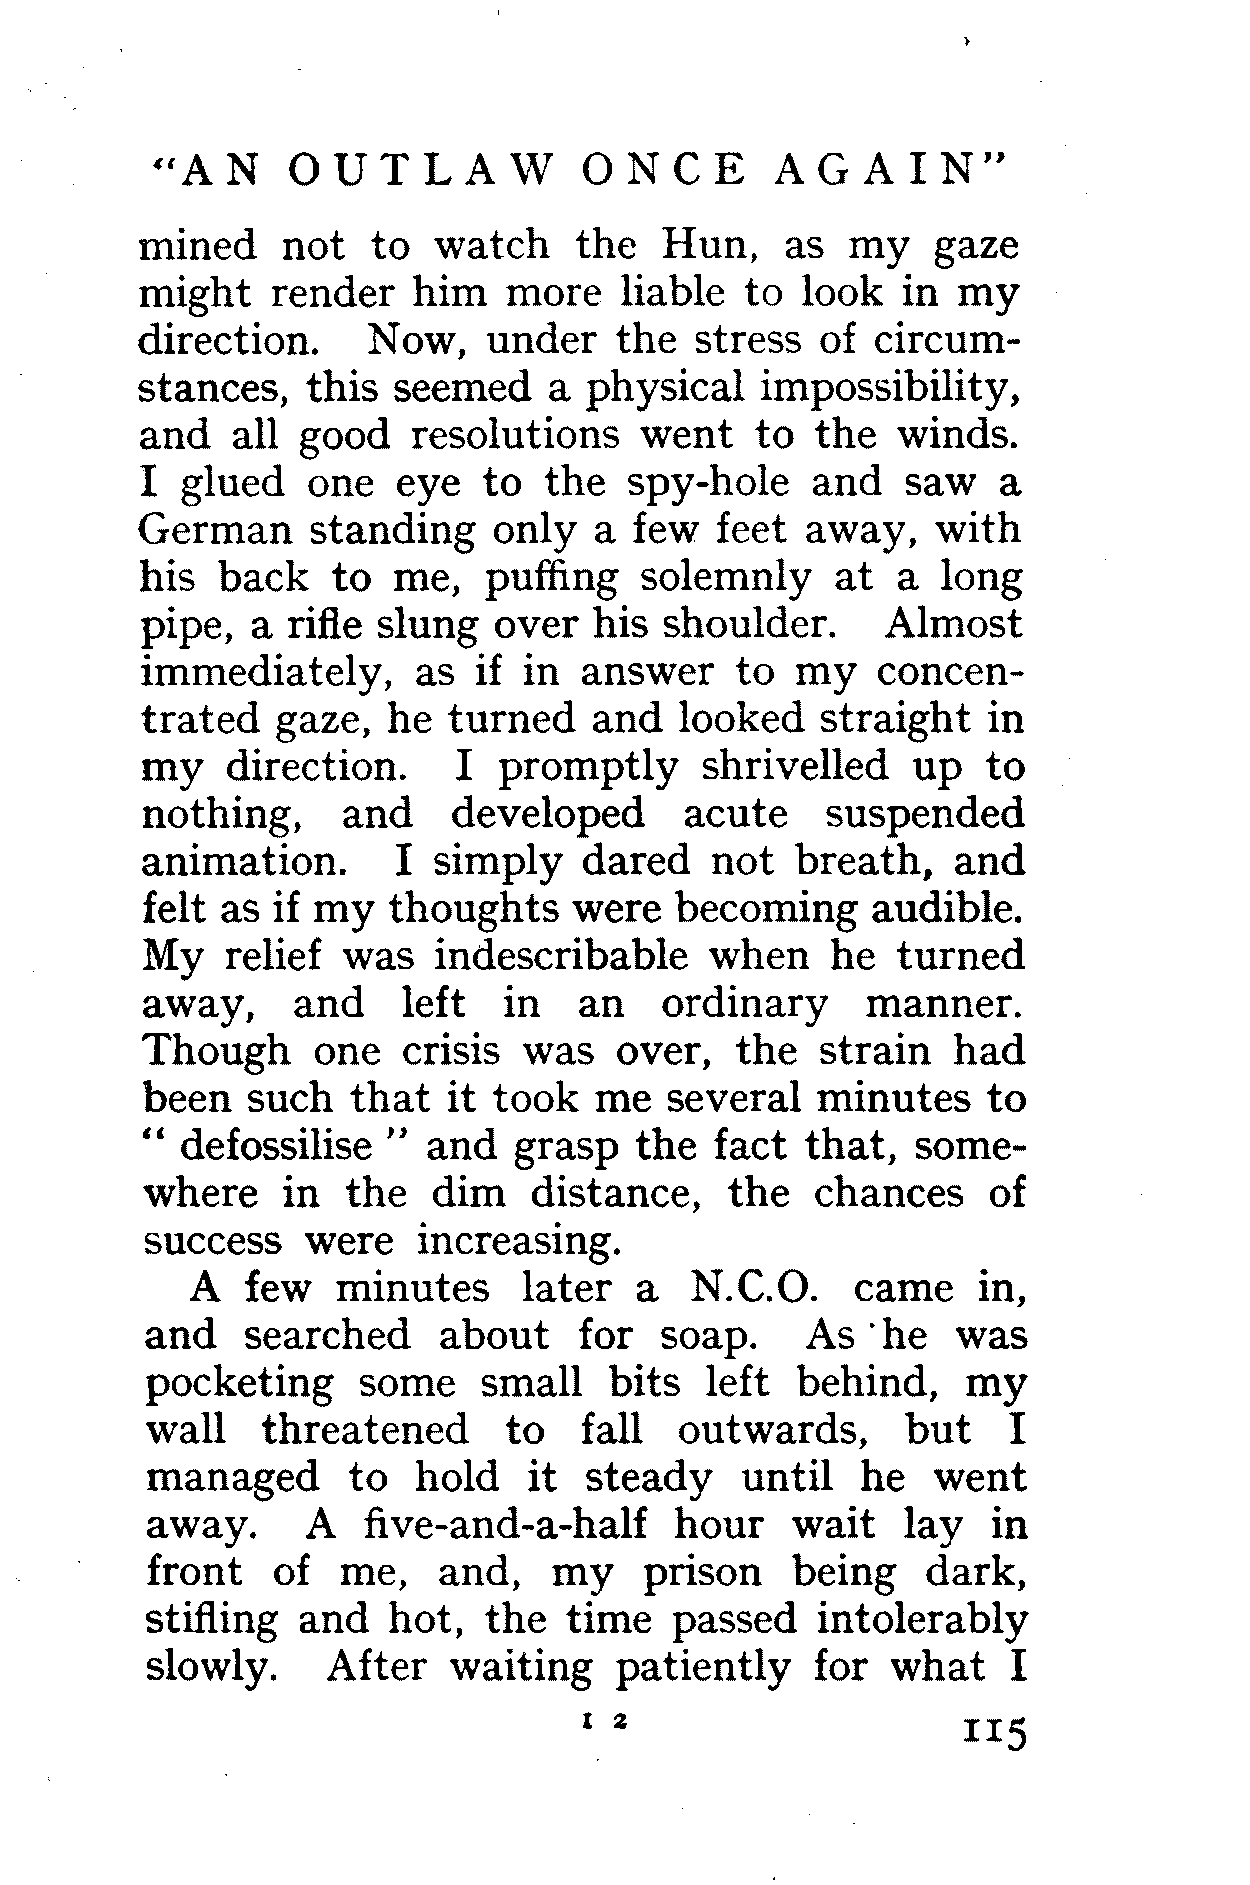 "AN OUTLAW ONCE AGAIN"
mined not to watch the Hun, as my gaze
might render him more liable to look in my
direction. Now, under the stress of circum-
stances, this seemed a physical impossibility,
and all good resolutions went to the winds.
I glued one eye to the spy-hole and saw a
German standing only a few feet away, with
his back to me, puffing solemnly at a long
pipe, a rifle slung over his shoulder. Almost
immediately, as if in answer to my concen-
trated gaze, he turned and looked straight in
my direction. I promptly shrivelled up to
nothing, and developed acute suspended
animation. I simply dared not breath, and
felt as if my thoughts were becoming audible.
My relief was indescribable when he turned
away, and left in an ordinary manner.
Though one crisis was over, the strain had
been such that it took me several minutes to
" defossilise " and grasp the fact that, some-
where in the dim distance, the chances of
success were increasing.
A few minutes later a N.C.O. came in,
and searched about for soap. As he was
pocketing some small bits left behind, my
wall threatened to fall outwards, but I
managed to hold it steady until he went
away. A five-and-a-half hour wait lay in
front of me, and, my prison being dark,
stifling and hot, the time passed intolerably
slowly. After waiting patiently for what I
I 2 115